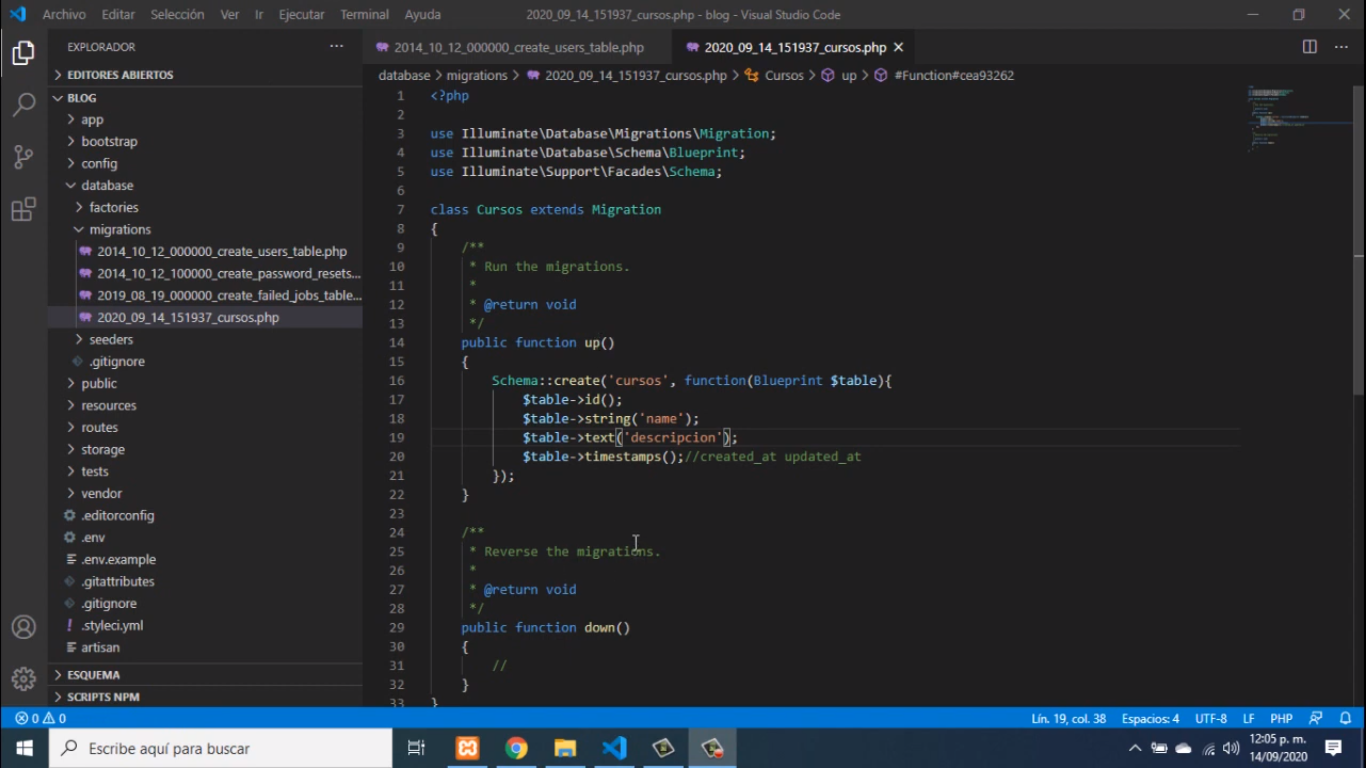 Archivo Editar Selección Ver Ir Ejecutar Terminal Ayuda 2020_09_14_151937_cursos.php - blog - Visual Studio Code
EXPLORADOR
EDITORES ABIERTOS
BLOG
app
bootstrap
config
database
factories
migrations
2014_10_12_000000_create_users_table.php
2014_10_12_100000_create_password_resets...
2019_08_19_000000_create_failed_jobs_table...
2020_09_14_151937_cursos.php
seeders
.gitignore
public
resources
routes
storage
tests
vendor
.editorconfig
.env
.env.example
.gitattributes
.gitignore
.styleci.yml
artisan
ESQUEMA
SCRIPTS NPM
2014_10_12_000000_create_users_table.php 2020_09_14_151937_cursos.php
database > migrations > 2020_09_14_151937_cursos.php > Cursos > up > #Function#cea93262
1 <?php
2
3 use Illuminate\Database\Migrations\Migration;
4 use Illuminate\Database\Schema\Blueprint;
5 use Illuminate\Support\Facades\Schema;
6
7 class Cursos extends Migration
8 {
9 /**
10 * Run the migrations.
11 *
12 * @return void
13 */
14 public function up()
15 {
16 Schema::create('cursos', function(Blueprint $table){
17 $table->id();
18 $table->string('name');
19 $table->text('descripcion');
20 $table->timestamps();//created_at updated_at
21 });
22 }
23
24 /**
25 * Reverse the migrations.
26 *
27 * @return void
28 */
29 public function down()
30 {
31 //
32 }
33 }
0 0 Lín. 19, col. 38 Espacios: 4 UTF-8 LF PHP
Escribe aquí para buscar
12:05 p. m.
14/09/2020